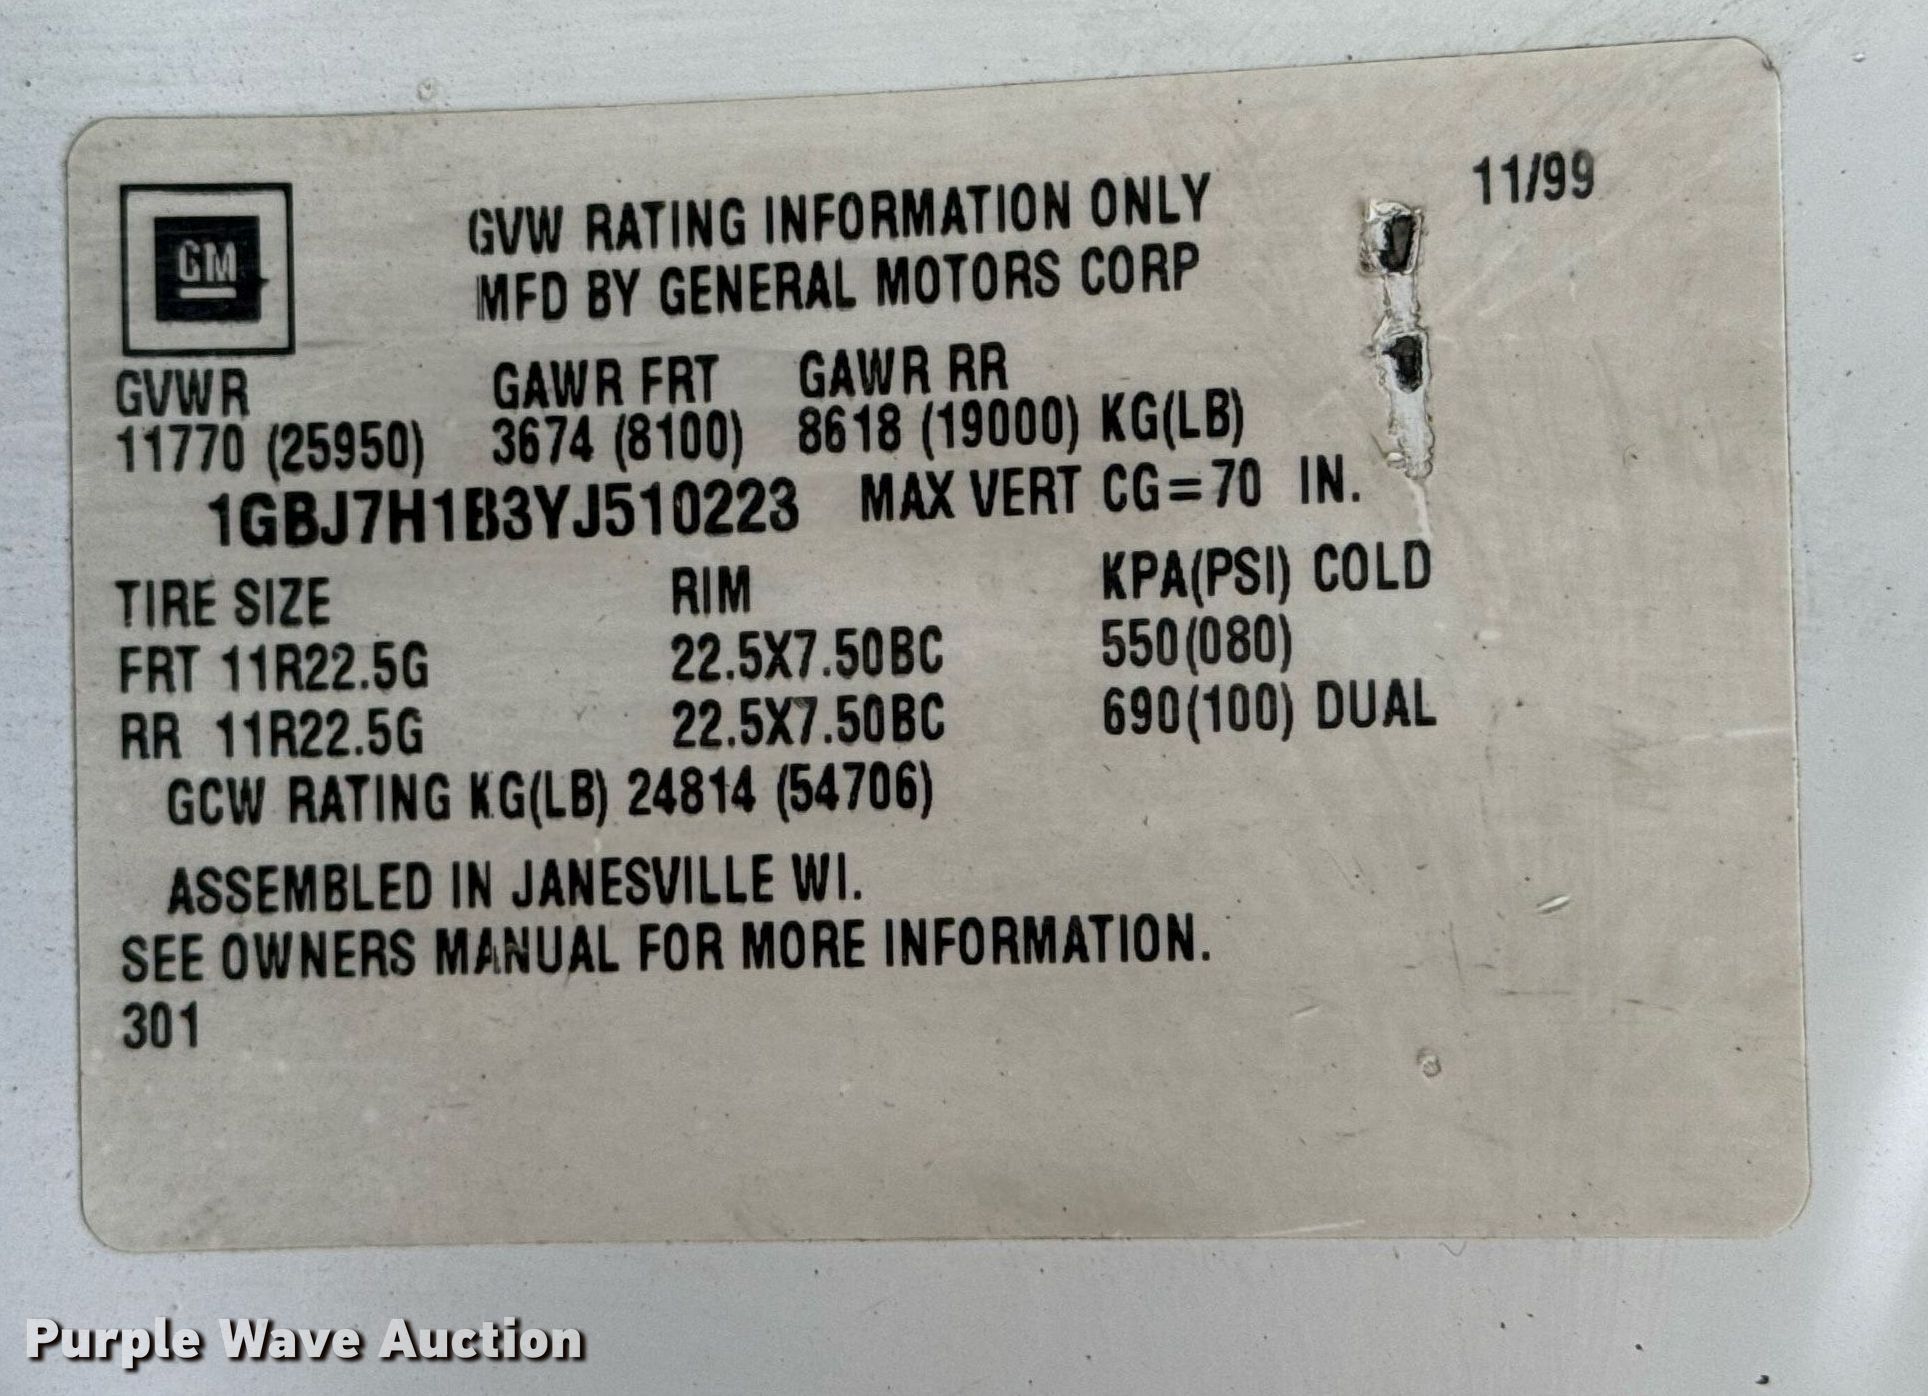 11/99
GM
GVW RATING INFORMATION ONLY
MFD BY GENERAL MOTORS CORP
GVWR GAWR FRT GAWR RR
11770 (25950) 3674 (8100) 8618 (19000) KG(LB)
1GBJ7H1B3YJ510223 MAX VERT CG=70 IN.
TIRE SIZE RIM KPA(PSI) COLD
FRT 11R22.5G 22.5X7.50BC 550(080)
RR 11R22.5G 22.5X7.50BC 690(100) DUAL
GCW RATING KG(LB) 24814 (54706)
ASSEMBLED IN JANESVILLE WI.
SEE OWNERS MANUAL FOR MORE INFORMATION.
301
Purple Wave Auction